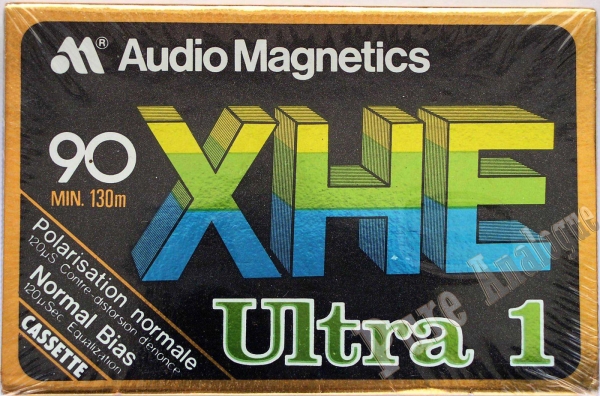 Audio Magnetics
90
MIN. 130m
XHE
Ultra 1
Polarisation normale
120µS Contre-distorsion d'énonce
Normal Bias
120µSec Equalization
CASSETTE
Pure Analogue